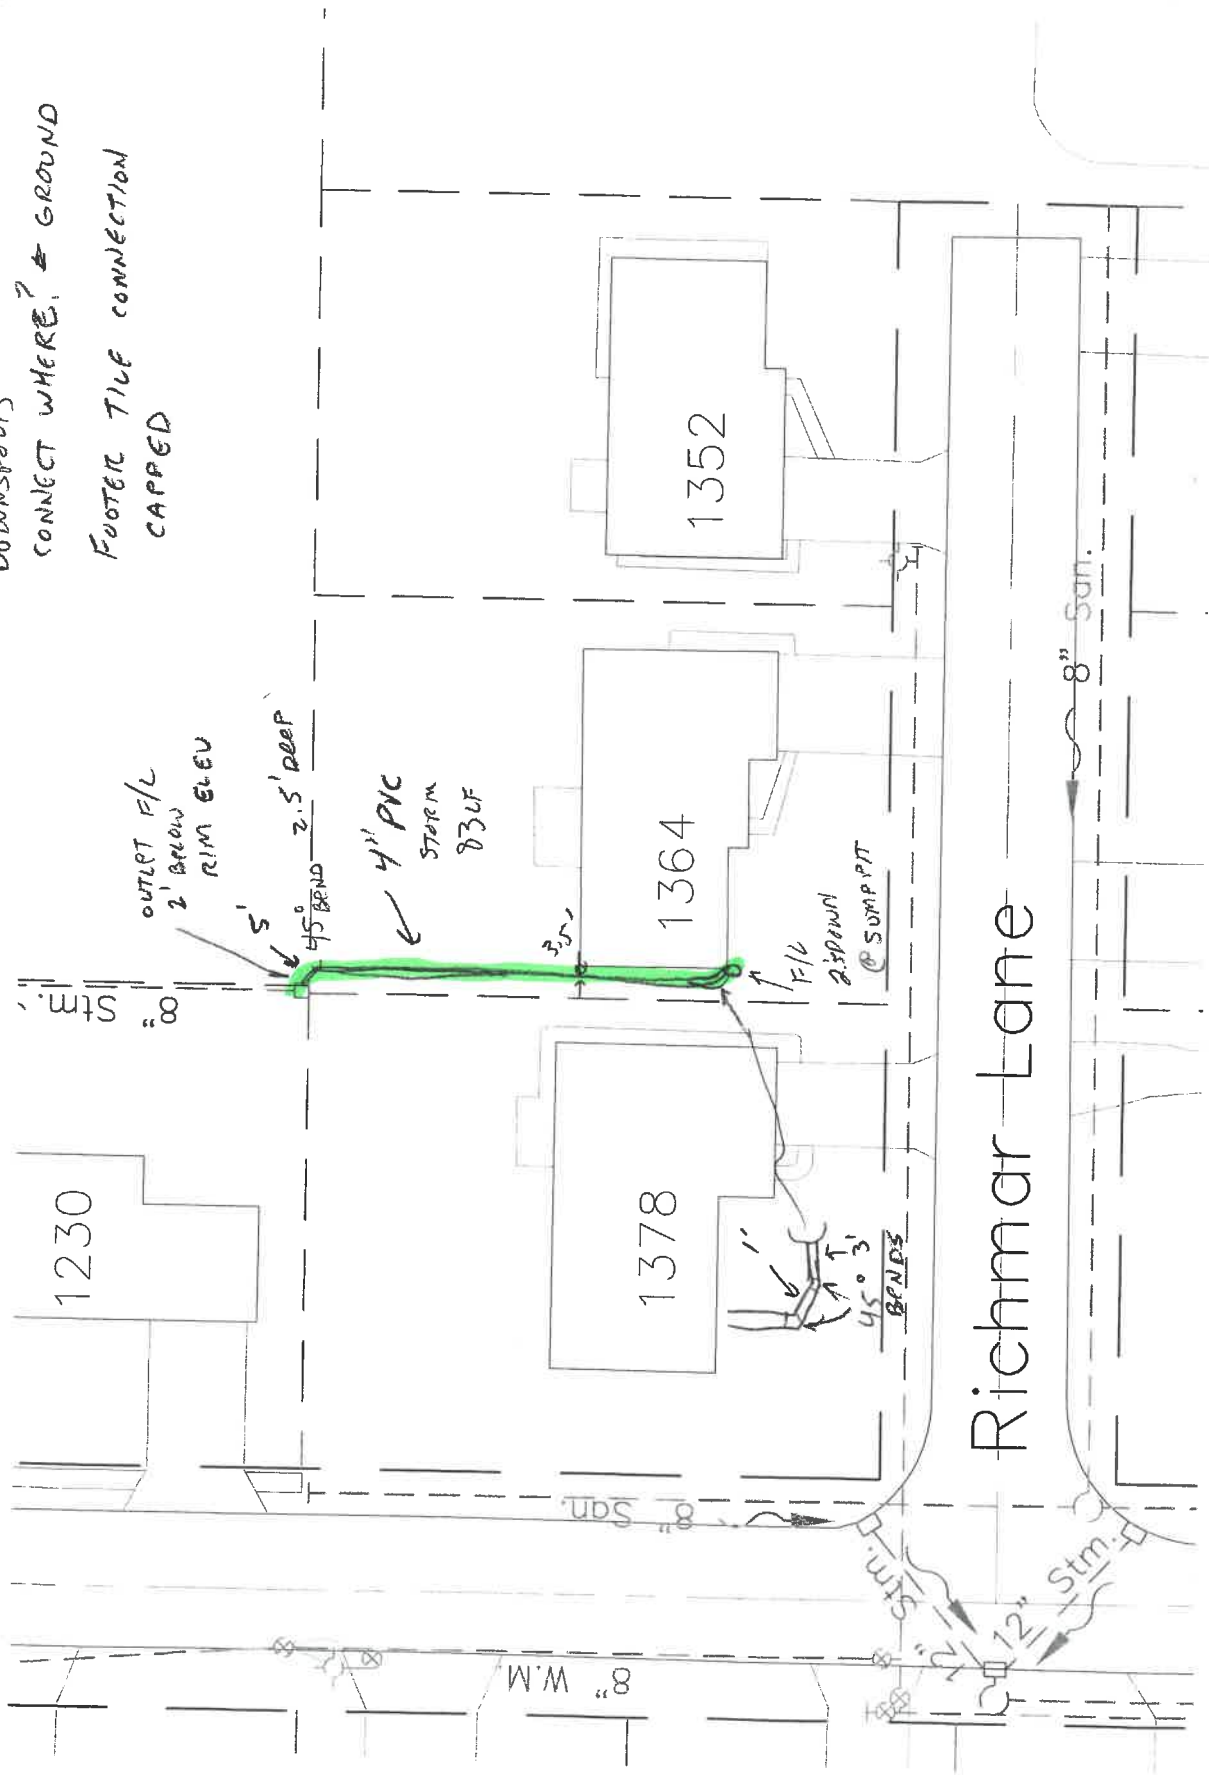 DOWNSPOUTS
CONNECT WHERE? & GROUND
FOOTER TILE CONNECTION
CAPPED
OUTLET F/L
2' BELOW
RIM ELEV
5'
45°
BEND
2.5' DEEP
4" PVC
STORM
83 LF
3.5'
F/L
2.5' DOWN
@ SUMP PIT
1'
45° 3'
BENDS
8" Stm.
1230
1378
1364
1352
8" San.
8" San.
8" W.M.
12" Stm.
12" Stm.
Richmar Lane